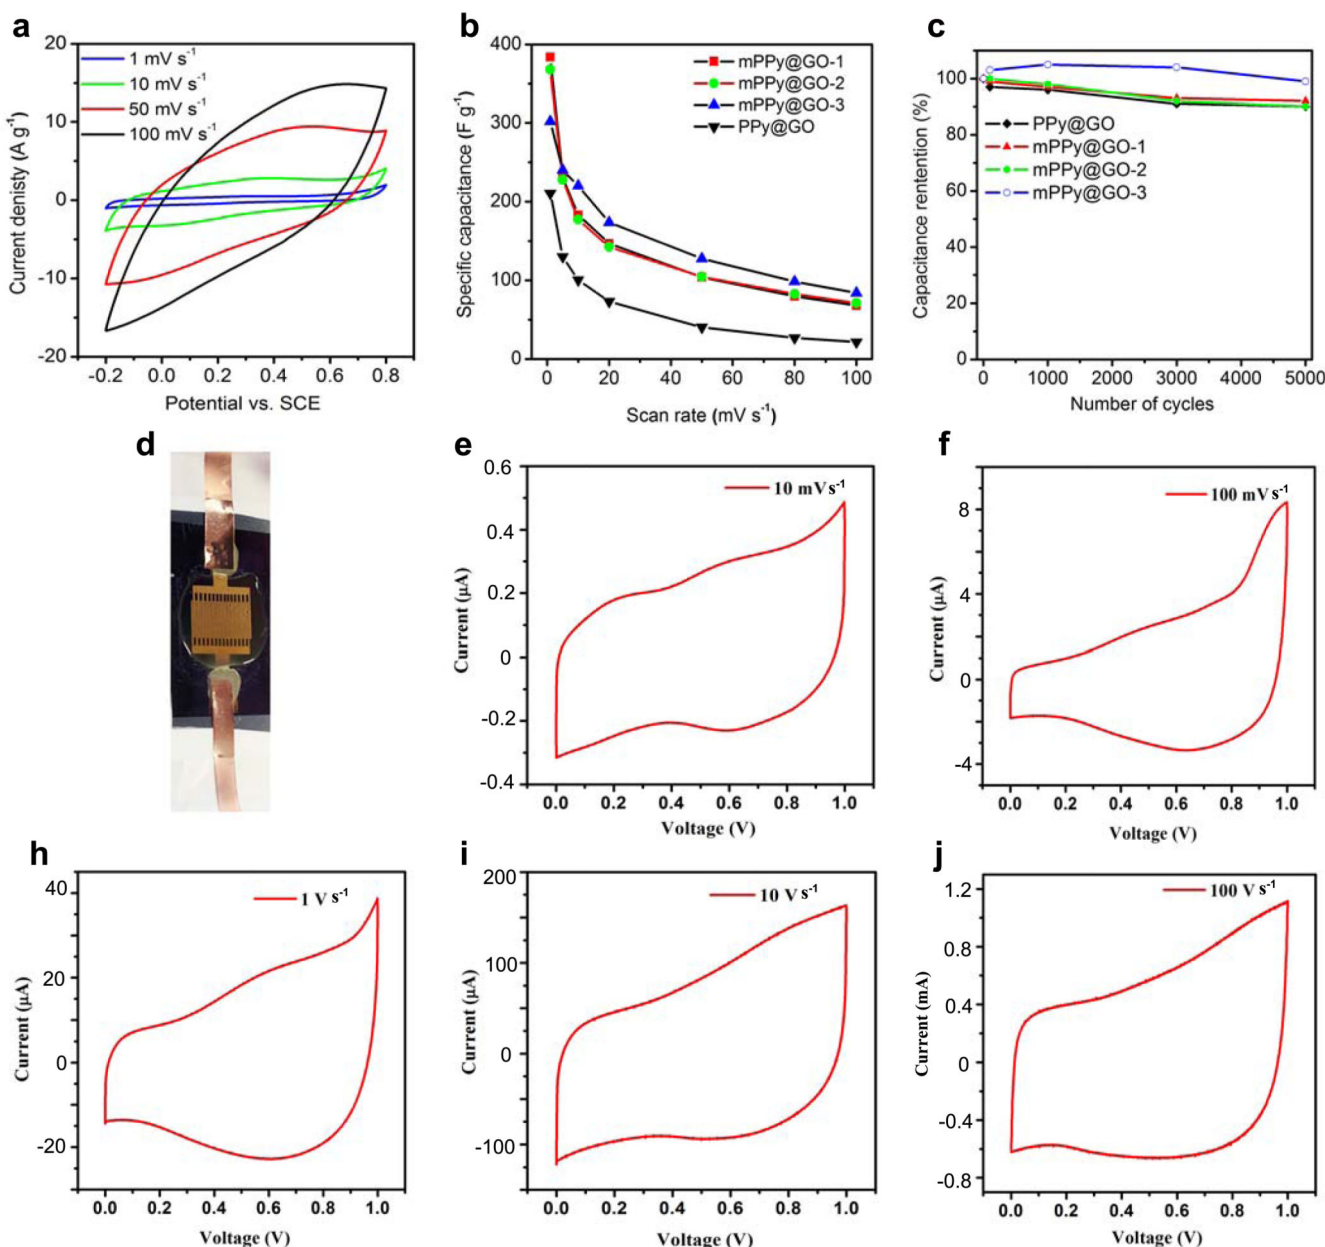 a
20
10
0
-10
-20
Current denisty (A g⁻¹)
1 mV s⁻¹
10 mV s⁻¹
50 mV s⁻¹
100 mV s⁻¹
-0.2 0.0 0.2 0.4 0.6 0.8
Potential vs. SCE
b
400
300
200
100
0
Specific capacitance (F g⁻¹)
mPPy@GO-1
mPPy@GO-2
mPPy@GO-3
PPy@GO
0 20 40 60 80 100
Scan rate (mV s⁻¹)
c
100
80
60
40
20
0
Capacitance rentention (%)
PPy@GO
mPPy@GO-1
mPPy@GO-2
mPPy@GO-3
0 1000 2000 3000 4000 5000
Number of cycles
d
e
0.6
0.4
0.2
0
-0.2
-0.4
Current (μA)
10 mV s⁻¹
0.0 0.2 0.4 0.6 0.8 1.0
Voltage (V)
f
8
4
0
-4
Current (μA)
100 mV s⁻¹
0.0 0.2 0.4 0.6 0.8 1.0
Voltage (V)
h
40
20
0
-20
-30
Current (μA)
1 V s⁻¹
0.0 0.2 0.4 0.6 0.8 1.0
Voltage (V)
i
200
100
0
-100
-150
Current (μA)
10 V s⁻¹
0.0 0.2 0.4 0.6 0.8 1.0
Voltage (V)
j
1.2
0.8
0.4
0
-0.4
-0.8
Current (mA)
100 V s⁻¹
0.0 0.2 0.4 0.6 0.8 1.0
Voltage (V)